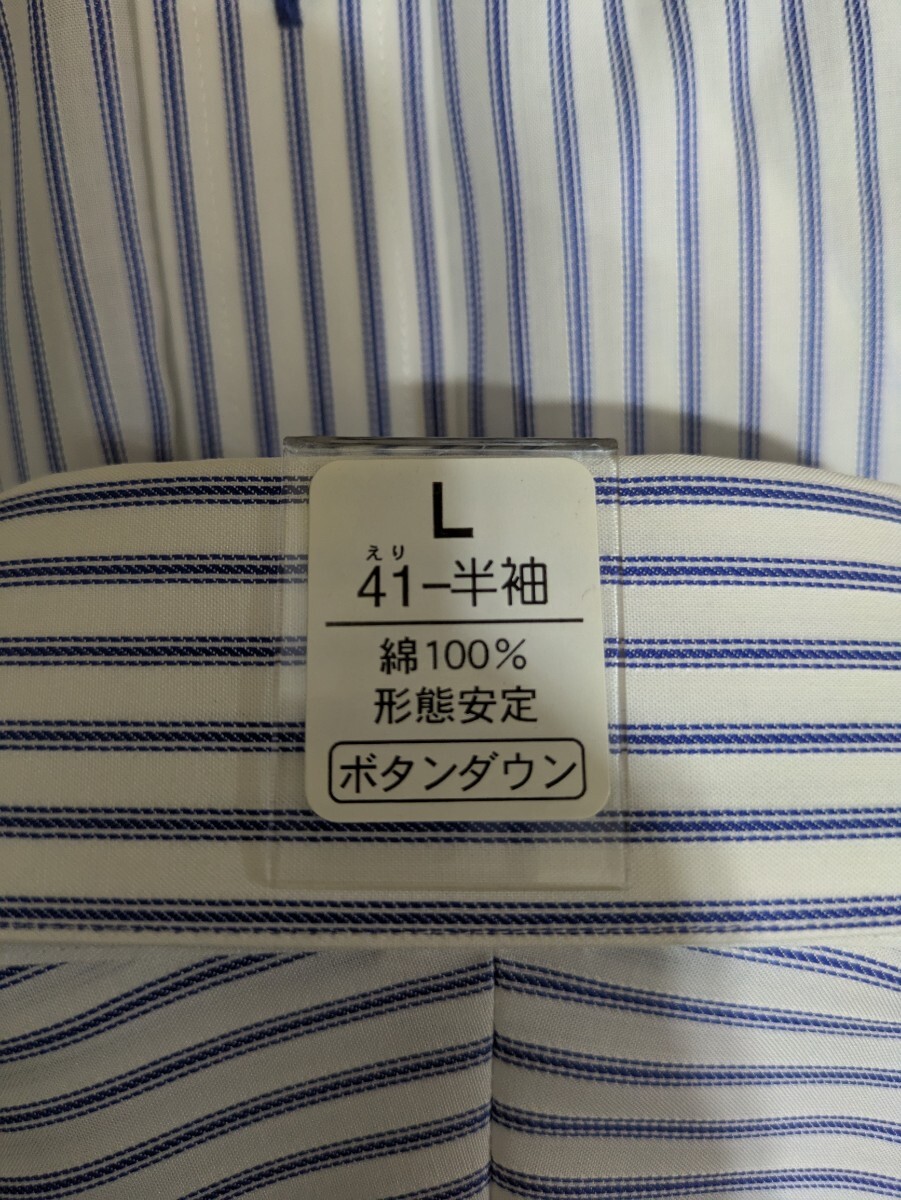 L
えり
41-半袖
綿100%
形態安定
ボタンダウン